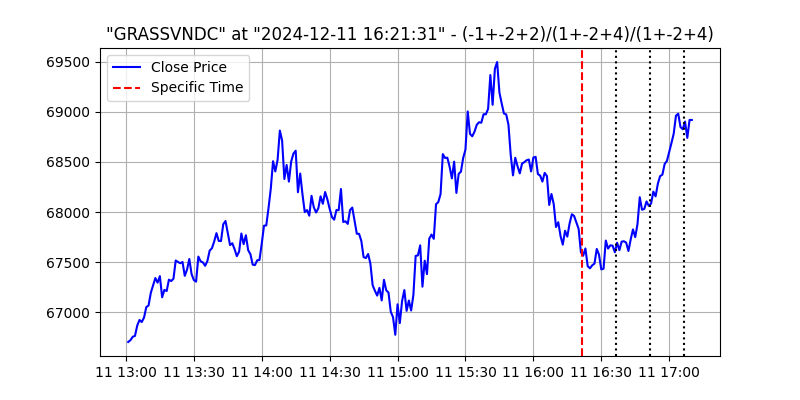 "GRASSVNDC" at "2024-12-11 16:21:31" - (-1+-2+2)/(1+-2+4)/(1+-2+4)
Close Price
Specific Time
69500
69000
68500
68000
67500
67000
11 13:00 11 13:30 11 14:00 11 14:30 11 15:00 11 15:30 11 16:00 11 16:30 11 17:00